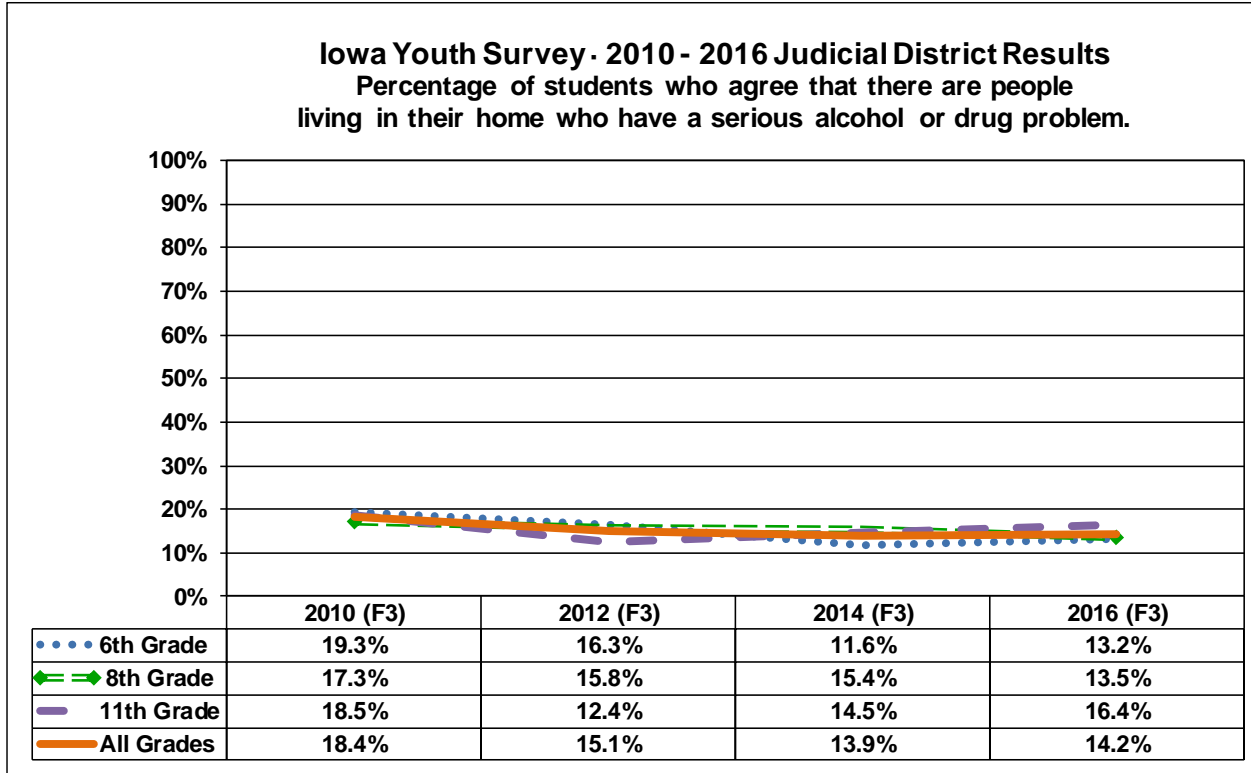 Iowa Youth Survey · 2010 - 2016 Judicial District Results
Percentage of students who agree that there are people
living in their home who have a serious alcohol or drug problem.
100%
90%
80%
70%
60%
50%
40%
30%
20%
10%
0%
2010 (F3) 2012 (F3) 2014 (F3) 2016 (F3)
6th Grade 19.3% 16.3% 11.6% 13.2%
8th Grade 17.3% 15.8% 15.4% 13.5%
11th Grade 18.5% 12.4% 14.5% 16.4%
All Grades 18.4% 15.1% 13.9% 14.2%